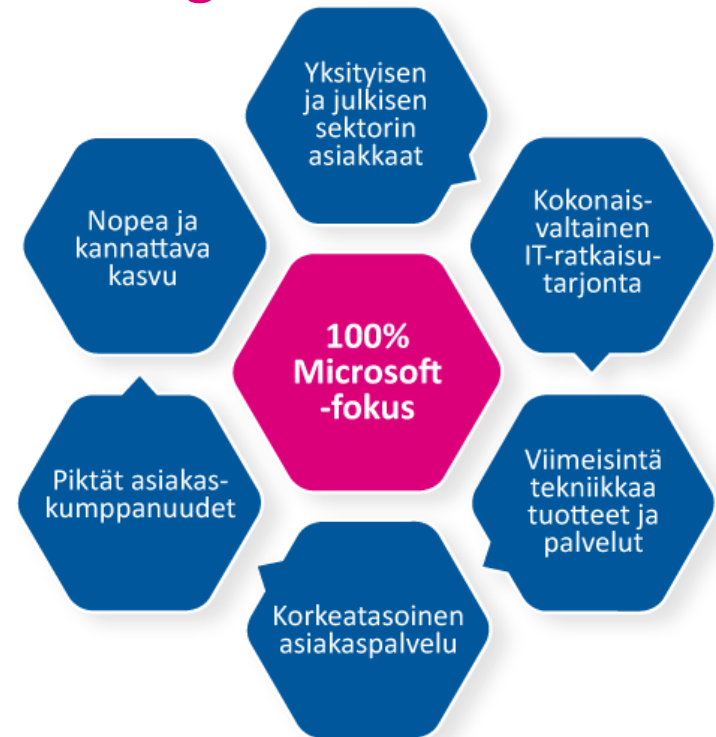 Yksityisen
ja julkisen
sektorin
asiakkaat
Kokonais-
valtainen
IT-ratkaisu-
tarjonta
Viimeisintä
tekniikkaa
tuotteet ja
palvelut
Korkeatasoinen
asiakaspalvelu
Piktät asiakas-
kumppanuudet
Nopea ja
kannattava
kasvu
100%
Microsoft
-fokus